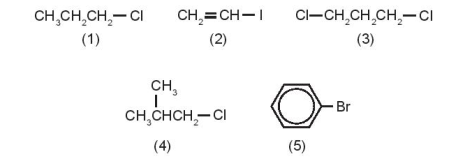 CH₃CH₂CH₂—Cl CH₂=CH—I Cl—CH₂CH₂CH₂—Cl
(1) (2) (3)
CH₃
CH₃CHCH₂—Cl Br
(4) (5)